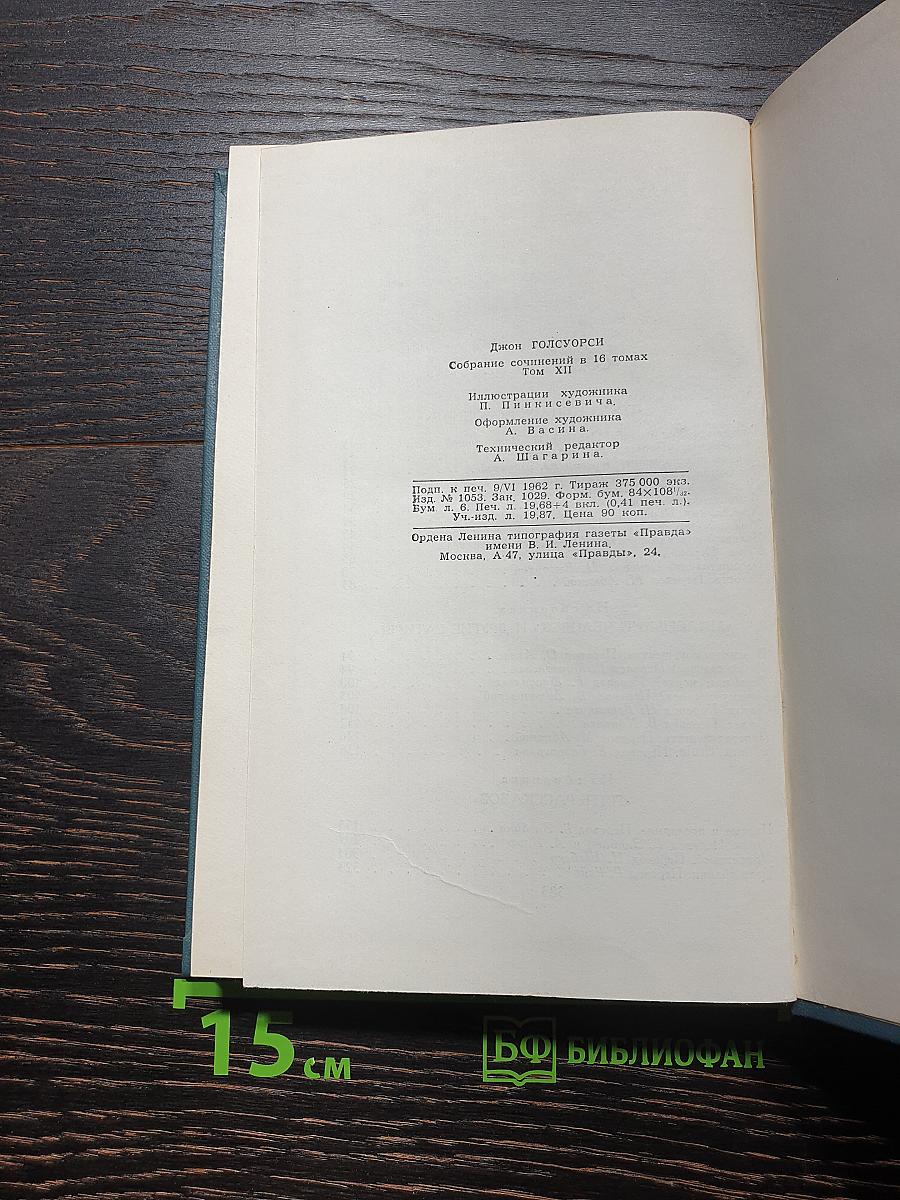 Джон ГОЛСУОРСИ
Собрание сочинений в 16 томах
Том XII
Иллюстрации художника
П. Пинкисевича.
Оформление художника
А. Васина.
Технический редактор
А. Шагарина.
Подп. к печ. 9/VI 1962 г. Тираж 375 000 экз.
Изд. № 1053. Зак. 1029. Форм. бум. 84×108¹/₃₂.
Бум л. 6. Печ. л. 19,68+4 вкл. (0,41 печ. л.).
Уч.-изд. л. 19,87. Цена 90 коп.
Ордена Ленина типография газеты «Правда»
имени В. И. Ленина.
Москва, А-47, улица «Правды», 24.
15 см
БФ БИБЛИОФАН